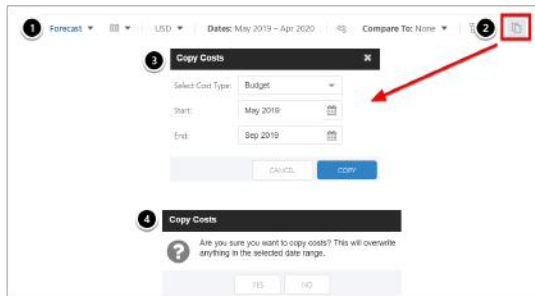 1 Forecast USD Dates: May 2019 – Apr 2020 Compare To: None 2
3 Copy Costs
Select Cost Type: Budget
Start: May 2019
End: Sep 2019
CANCEL COPY
4 Copy Costs
Are you sure you want to copy costs? This will overwrite
anything in the selected date range.
YES NO